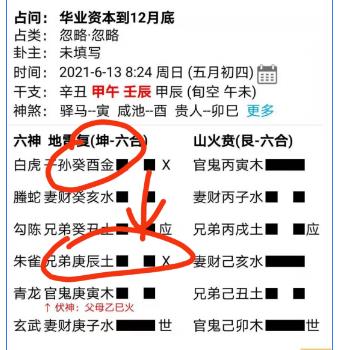 占问： 华业资本到12月底
占类： 忽略·忽略
卦主： 未填写
时间： 2021-6-13 8:24 周日 (五月初四)
干支： 辛丑 甲午 壬辰 甲辰 (旬空 午未)
神煞： 驿马--寅 咸池--酉 贵人--卯巳 更多
六神 地雷复(坤-六合) 山火贲(艮-六合)
白虎 子孙癸酉金 X 官鬼丙寅木
螣蛇 妻财癸亥水 妻财丙子水
勾陈 兄弟癸丑土 应 兄弟丙戌土 应
朱雀 兄弟庚辰土 X 妻财己亥水
青龙 官鬼庚寅木 兄弟己丑土
↑ 伏神：父母乙巳火
玄武 妻财庚子水 世 官鬼己卯木 世